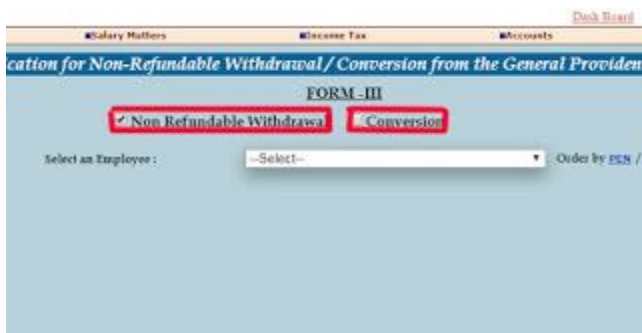 Dash Board
Salary Matters Income Tax Accounts
cation for Non-Refundable Withdrawal/ Conversion from the General Providen
FORM -III
Non Refundable Withdrawa Conversion
Select an Employee : --Select-- Order by PEN /